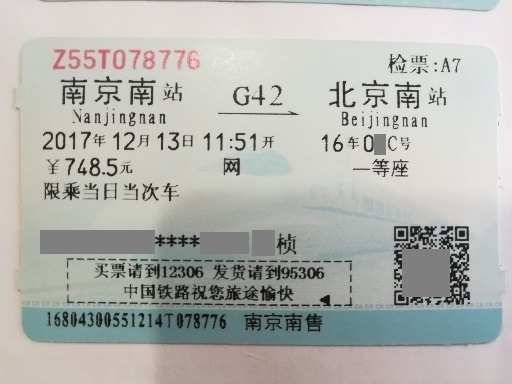 Z55T078776
检票:A7
南京南站 G42 北京南站
Nanjingnan Beijingnan
2017年12月13日11:51开 16车0C号
￥748.5元 网 一等座
限乘当日当次车
****桢
买票请到12306 发货请到95306
中国铁路祝您旅途愉快
16804300551214T078776 南京南售